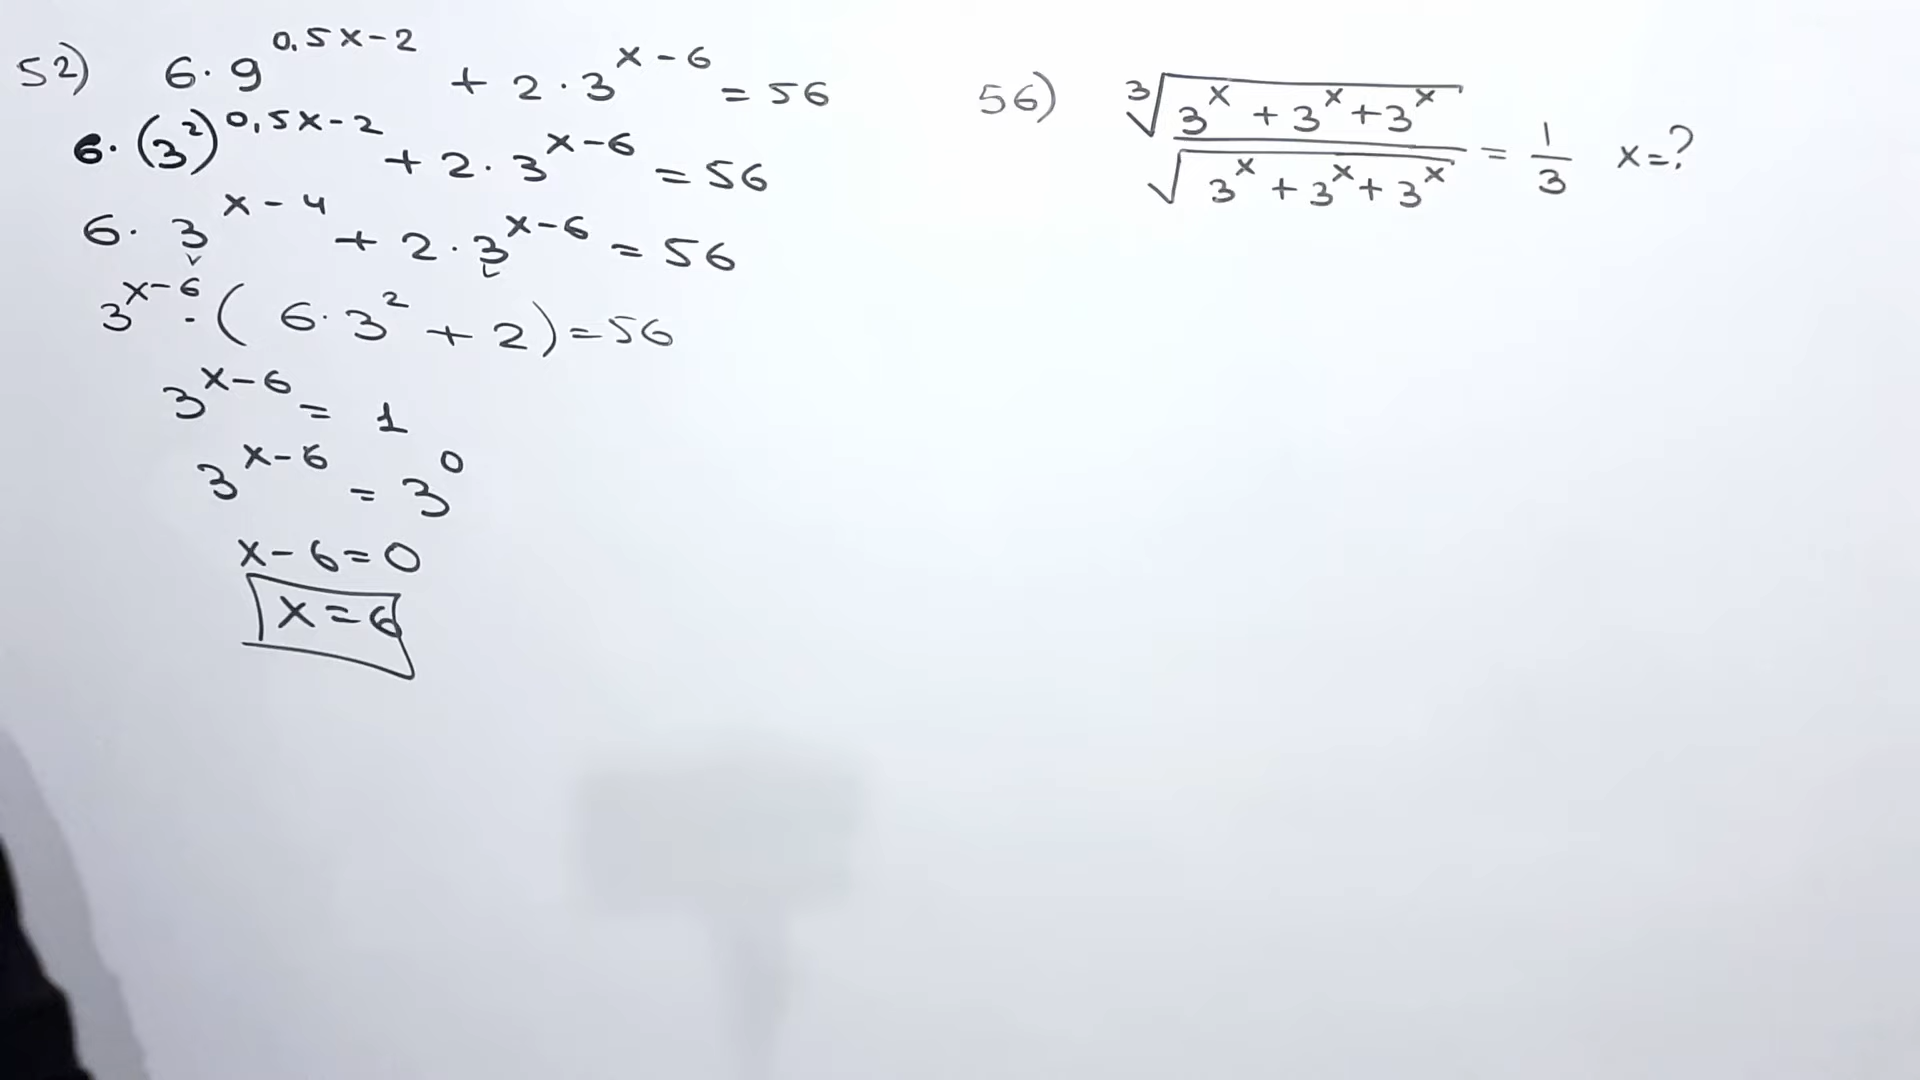 52) 6·9^(0,5x-2) + 2·3^(x-6) = 56
6·(3²)^(0,5x-2) + 2·3^(x-6) = 56
6·3^(x-4) + 2·3^(x-6) = 56
3^(x-6)·(6·3² + 2) = 56
3^(x-6) = 1
3^(x-6) = 3⁰
x-6=0
x=6
56) ∛(3^x + 3^x + 3^x) / √(3^x + 3^x + 3^x) = 1/3 x=?